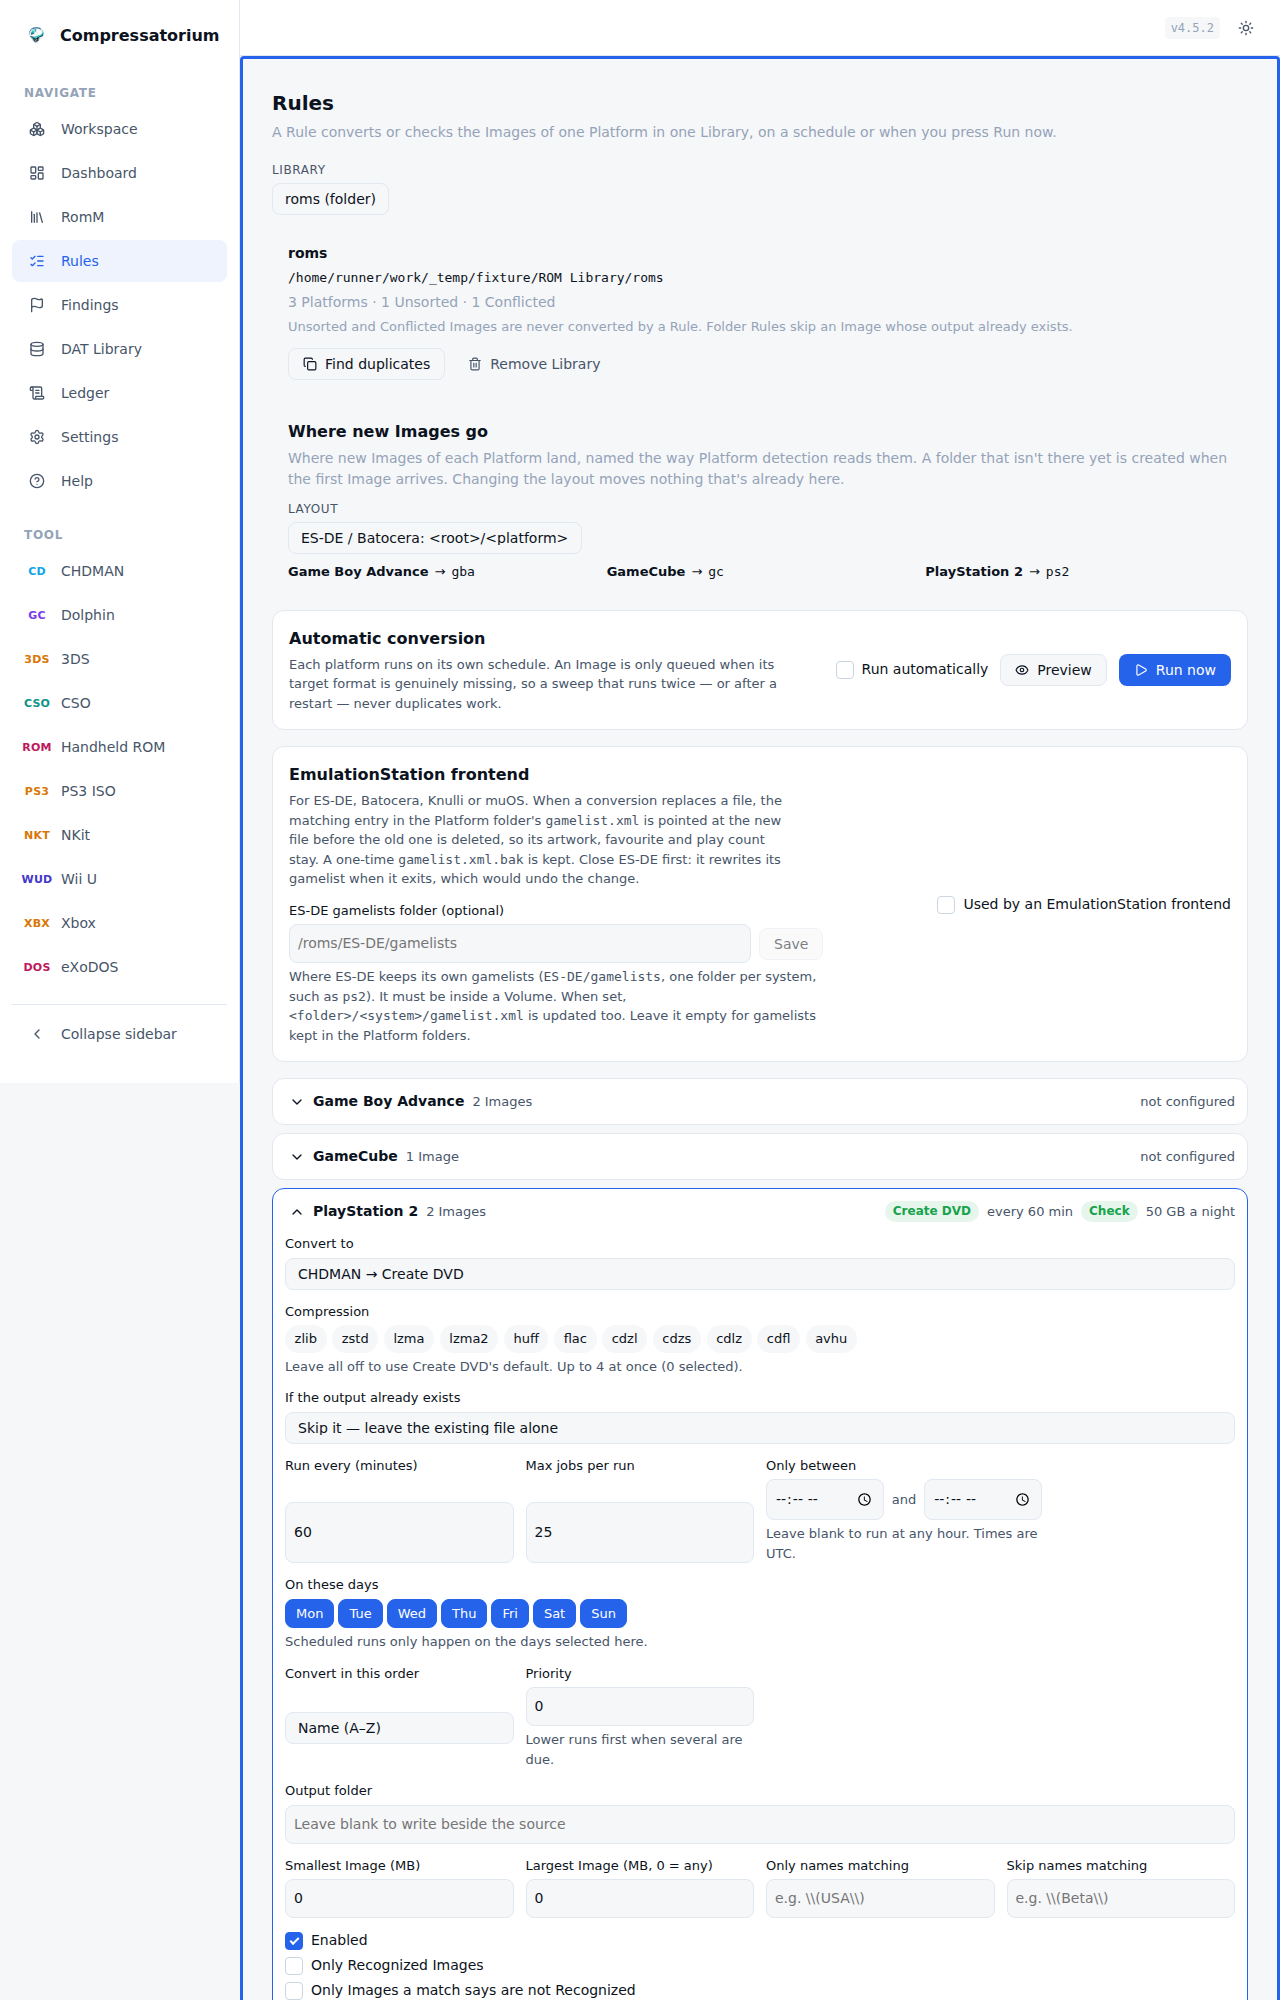 Compressatorium
v4.5.2
NAVIGATE
Workspace
Dashboard
RomM
Rules
Findings
DAT Library
Ledger
Settings
Help
TOOL
CD CHDMAN
GC Dolphin
3DS 3DS
CSO CSO
ROM Handheld ROM
PS3 PS3 ISO
NKT NKit
WUD Wii U
XBX Xbox
DOS eXoDOS
Collapse sidebar
Rules
A Rule converts or checks the Images of one Platform in one Library, on a schedule or when you press Run now.
LIBRARY
roms (folder)
roms
/home/runner/work/_temp/fixture/ROM Library/roms
3 Platforms · 1 Unsorted · 1 Conflicted
Unsorted and Conflicted Images are never converted by a Rule. Folder Rules skip an Image whose output already exists.
Find duplicates
Remove Library
Where new Images go
Where new Images of each Platform land, named the way Platform detection reads them. A folder that isn't there yet is created when
the first Image arrives. Changing the layout moves nothing that's already here.
LAYOUT
ES-DE / Batocera: <root>/<platform>
Game Boy Advance → gba
GameCube → gc
PlayStation 2 → ps2
Automatic conversion
Each platform runs on its own schedule. An Image is only queued when its
target format is genuinely missing, so a sweep that runs twice — or after a
restart — never duplicates work.
Run automatically
Preview
Run now
EmulationStation frontend
For ES-DE, Batocera, Knulli or muOS. When a conversion replaces a file, the
matching entry in the Platform folder's gamelist.xml is pointed at the new
file before the old one is deleted, so its artwork, favourite and play count
stay. A one-time gamelist.xml.bak is kept. Close ES-DE first: it rewrites its
gamelist when it exits, which would undo the change.
ES-DE gamelists folder (optional)
/roms/ES-DE/gamelists
Save
Where ES-DE keeps its own gamelists (ES-DE/gamelists, one folder per system,
such as ps2). It must be inside a Volume. When set,
<folder>/<system>/gamelist.xml is updated too. Leave it empty for gamelists
kept in the Platform folders.
Used by an EmulationStation frontend
Game Boy Advance 2 Images
not configured
GameCube 1 Image
not configured
PlayStation 2 2 Images
Create DVD every 60 min Check 50 GB a night
Convert to
CHDMAN → Create DVD
Compression
zlib zstd lzma lzma2 huff flac cdzl cdzs cdlz cdfl avhu
Leave all off to use Create DVD's default. Up to 4 at once (0 selected).
If the output already exists
Skip it — leave the existing file alone
Run every (minutes)
60
Max jobs per run
25
Only between
--:-- -- and --:-- --
Leave blank to run at any hour. Times are
UTC.
On these days
Mon Tue Wed Thu Fri Sat Sun
Scheduled runs only happen on the days selected here.
Convert in this order
Name (A–Z)
Priority
0
Lower runs first when several are
due.
Output folder
Leave blank to write beside the source
Smallest Image (MB)
0
Largest Image (MB, 0 = any)
0
Only names matching
e.g. \\(USA\\)
Skip names matching
e.g. \\(Beta\\)
Enabled
Only Recognized Images
Only Images a match says are not Recognized